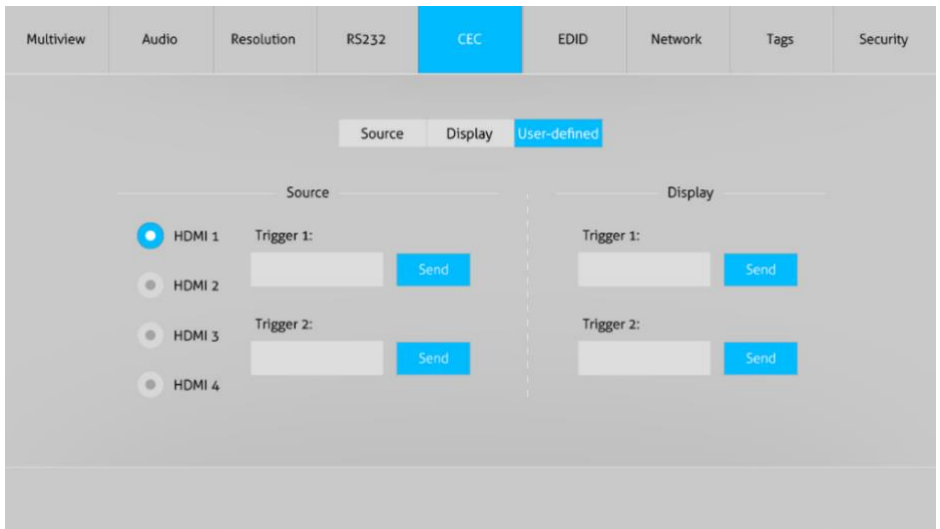 Multiview Audio Resolution RS232 CEC EDID Network Tags Security
Source Display User-defined
Source Display
HDMI 1 Trigger 1: Trigger 1:
Send Send
HDMI 2
Trigger 2: Trigger 2:
HDMI 3
Send Send
HDMI 4